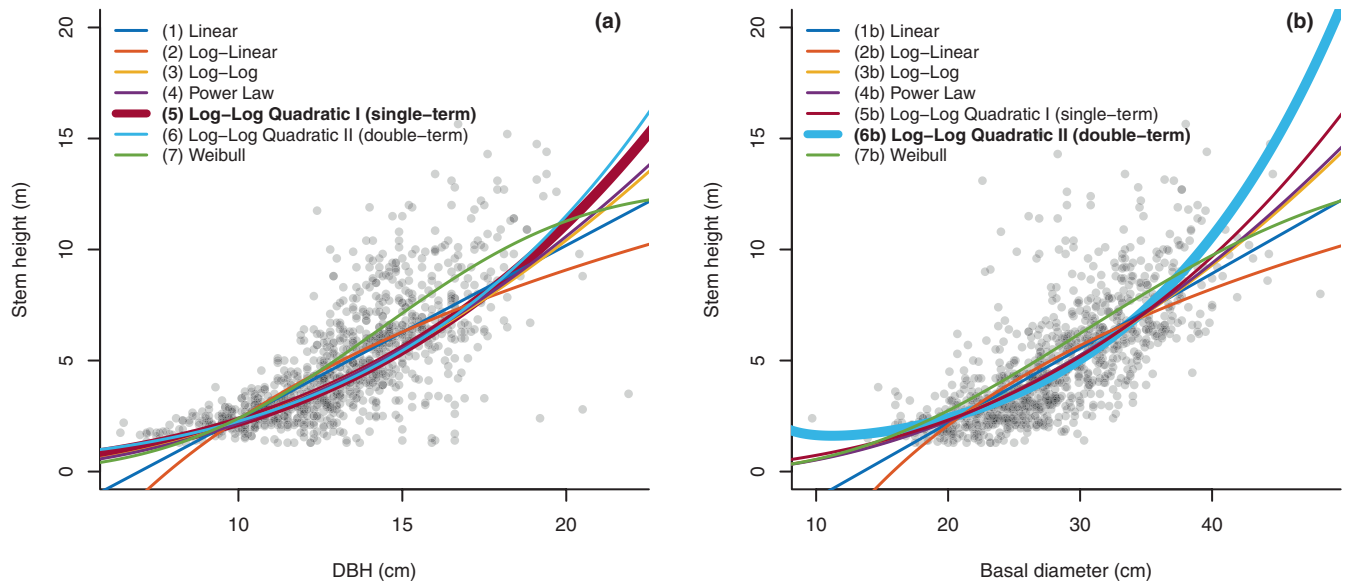 (a)
(1) Linear
(2) Log–Linear
(3) Log–Log
(4) Power Law
(5) Log–Log Quadratic I (single–term)
(6) Log–Log Quadratic II (double–term)
(7) Weibull
20
15
10
5
0
Stem height (m)
10 15 20
DBH (cm)
(b)
(1b) Linear
(2b) Log–Linear
(3b) Log–Log
(4b) Power Law
(5b) Log–Log Quadratic I (single–term)
(6b) Log–Log Quadratic II (double–term)
(7b) Weibull
20
15
10
5
0
Stem height (m)
10 20 30 40
Basal diameter (cm)